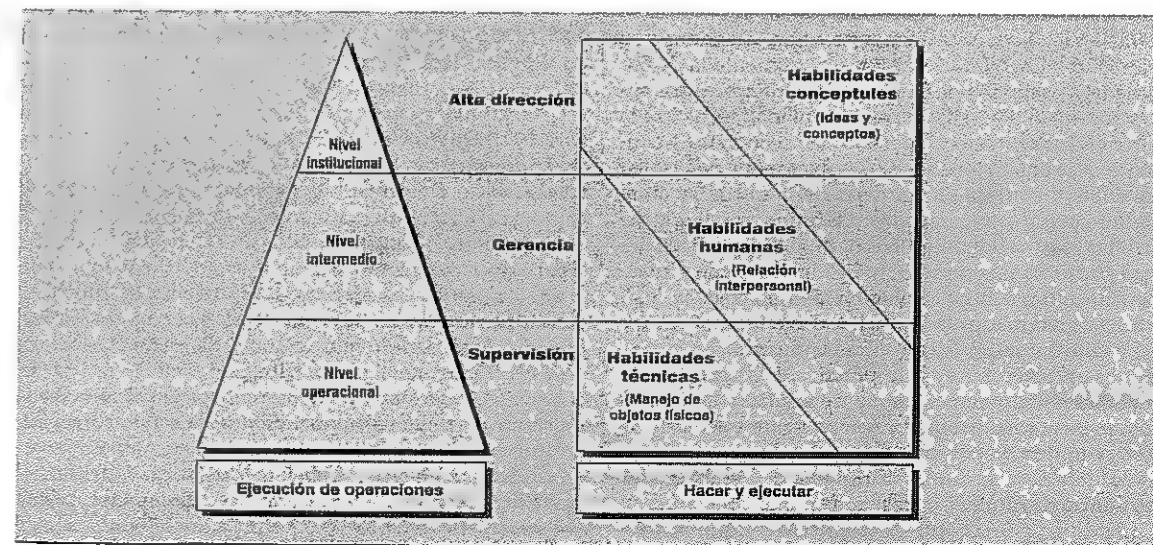 Alta dirección
Habilidades
conceptules
(Ideas y
conceptos)
Nivel
institucional
Gerencia
Habilidades
humanas
(Relación
interpersonal)
Nivel
intermedio
Supervisión
Habilidades
técnicas
(Manejo de
objetos físicos)
Nivel
operacional
Ejecución de operaciones
Hacer y ejecutar